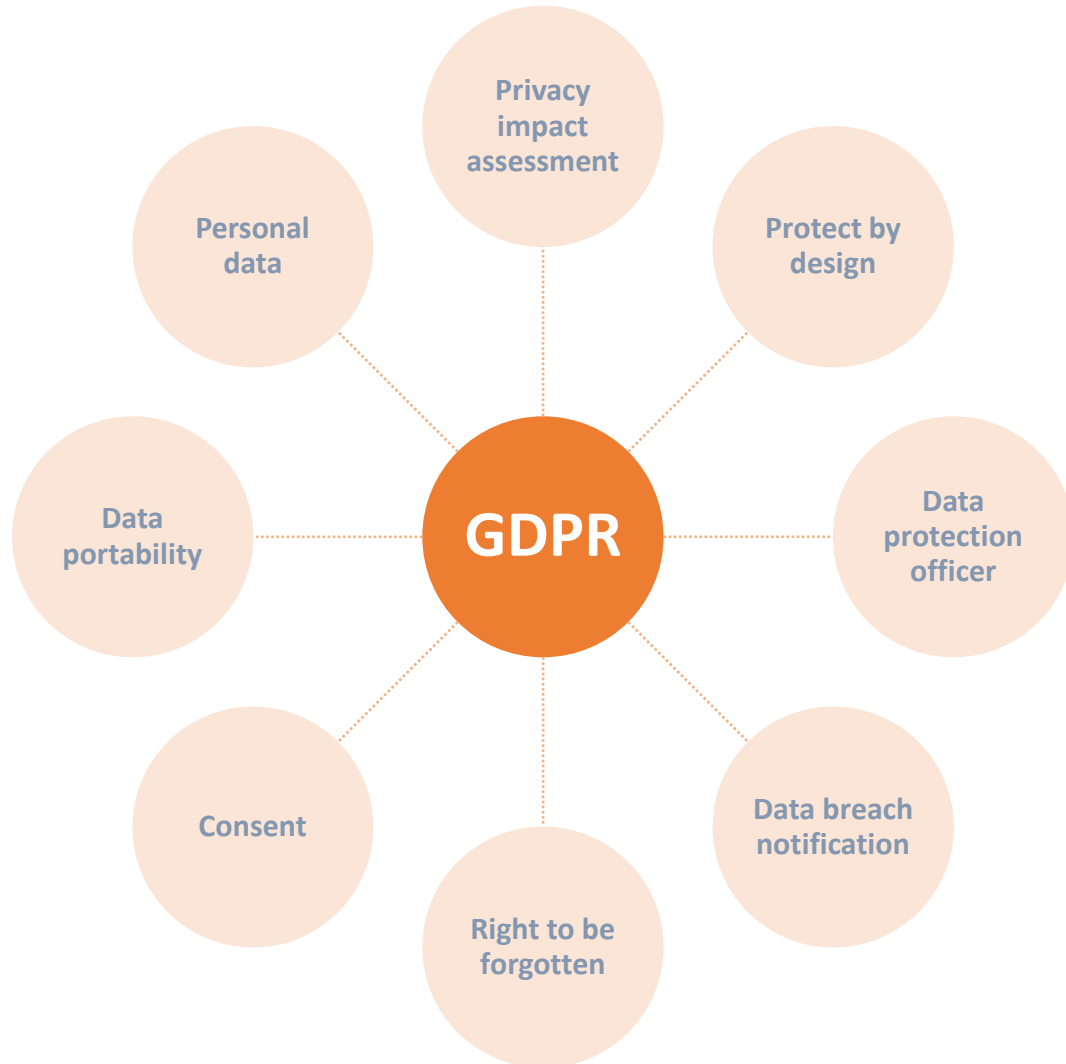 Privacy
impact
assessment
Personal
data
Protect by
design
Data
portability
GDPR
Data
protection
officer
Consent
Data breach
notification
Right to be
forgotten